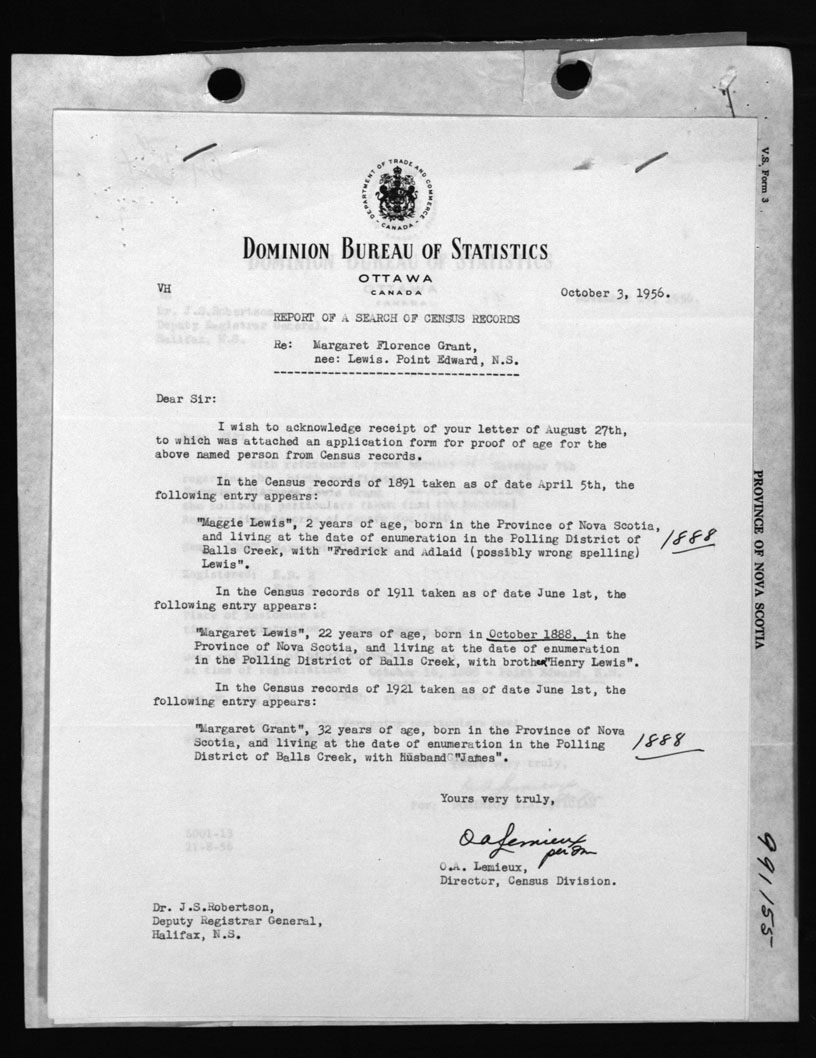 DEPARTMENT OF TRADE AND COMMERCE
CANADA
DOMINION BUREAU OF STATISTICS
OTTAWA
CANADA
VH
October 3, 1956.
REPORT OF A SEARCH OF CENSUS RECORDS
Re: Margaret Florence Grant,
nee: Lewis. Point Edward, N.S.
Dear Sir:
I wish to acknowledge receipt of your letter of August 27th,
to which was attached an application form for proof of age for the
above named person from Census records.
In the Census records of 1891 taken as of date April 5th, the
following entry appears:
"Maggie Lewis", 2 years of age, born in the Province of Nova Scotia,
and living at the date of enumeration in the Polling District of
Balls Creek, with "Fredrick and Adlaid (possibly wrong spelling)
Lewis".
1888
In the Census records of 1911 taken as of date June 1st, the
following entry appears:
"Margaret Lewis", 22 years of age, born in October 1888, in the
Province of Nova Scotia, and living at the date of enumeration
in the Polling District of Balls Creek, with brother "Henry Lewis".
In the Census records of 1921 taken as of date June 1st, the
following entry appears:
"Margaret Grant", 32 years of age, born in the Province of Nova
Scotia, and living at the date of enumeration in the Polling
District of Balls Creek, with Husband "James".
1888
Yours very truly,
O A Lemieux
per
O.A. Lemieux,
Director, Census Division.
Dr. J.S.Robertson,
Deputy Registrar General,
Halifax, N.S.
V.S. Form 3
PROVINCE OF NOVA SCOTIA
991155